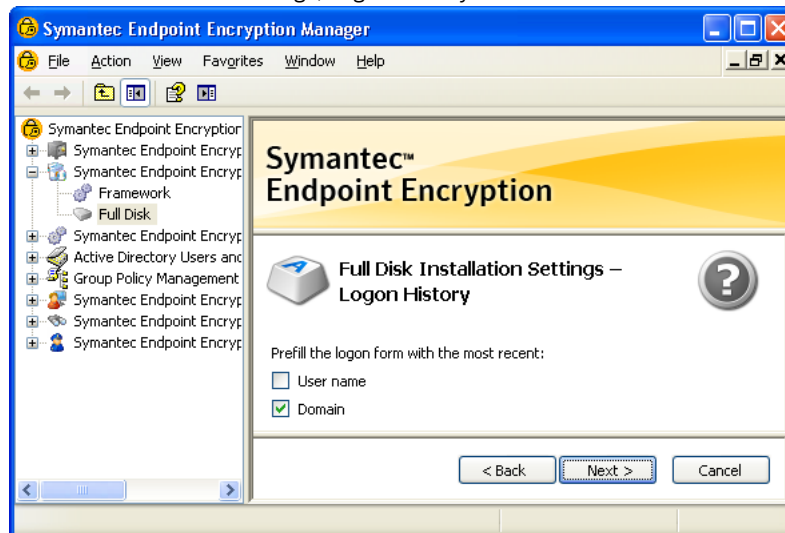 Symantec Endpoint Encryption Manager
File Action View Favorites Window Help
Symantec Endpoint Encryption
Symantec Endpoint Encryp
Symantec Endpoint Encryp
Framework
Full Disk
Symantec Endpoint Encryp
Active Directory Users and
Group Policy Management
Symantec Endpoint Encryp
Symantec Endpoint Encryp
Symantec Endpoint Encryp
Symantec™
Endpoint Encryption
Full Disk Installation Settings –
Logon History
Prefill the logon form with the most recent:
User name
Domain
< Back Next > Cancel